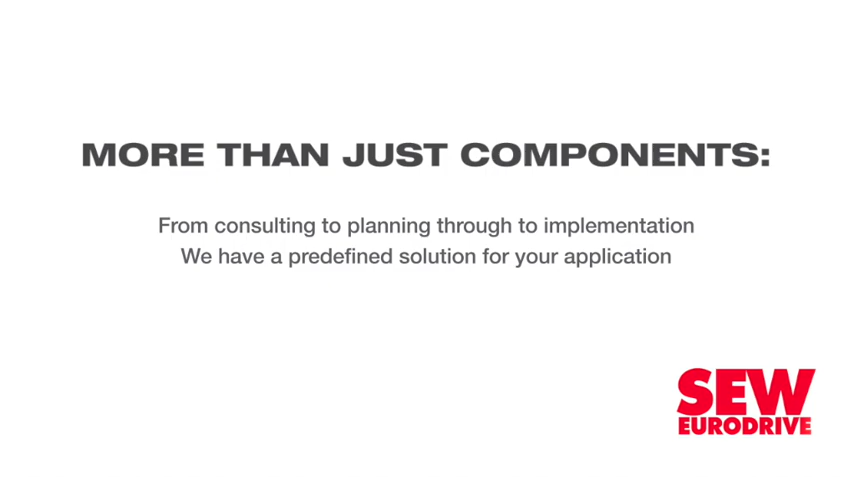 MORE THAN JUST COMPONENTS:
From consulting to planning through to implementation
We have a predefined solution for your application
SEW
EURODRIVE